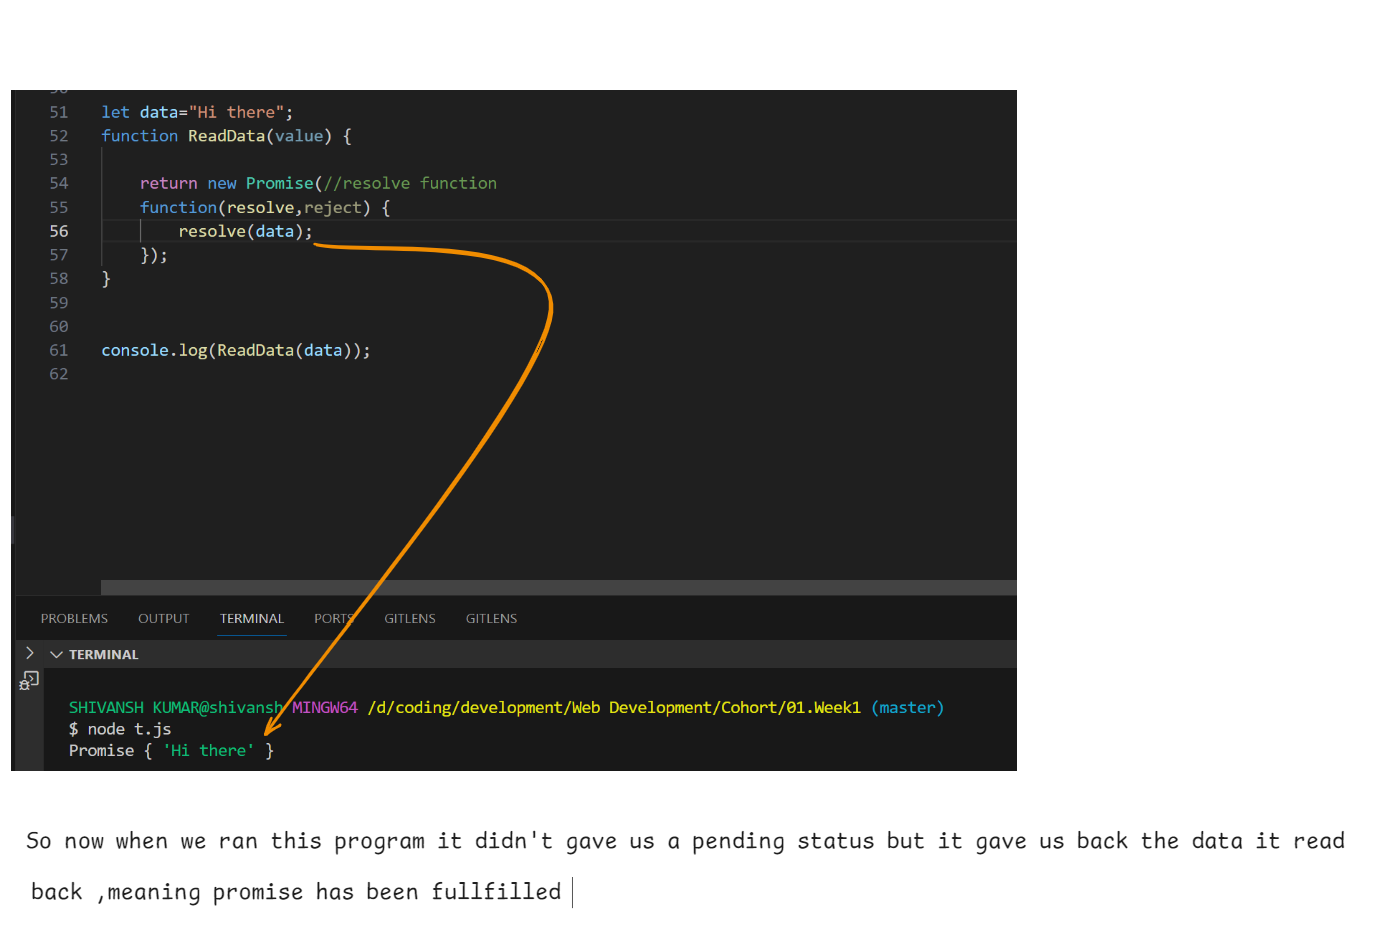 51 let data="Hi there";
52 function ReadData(value) {
53
54 return new Promise(//resolve function
55 function(resolve,reject) {
56 resolve(data);
57 });
58 }
59
60
61 console.log(ReadData(data));
62
PROBLEMS OUTPUT TERMINAL PORTS GITLENS GITLENS
TERMINAL
SHIVANSH KUMAR@shivansh MINGW64 /d/coding/development/Web Development/Cohort/01.Week1 (master)
$ node t.js
Promise { 'Hi there' }
So now when we ran this program it didn't gave us a pending status but it gave us back the data it read
back ,meaning promise has been fullfilled